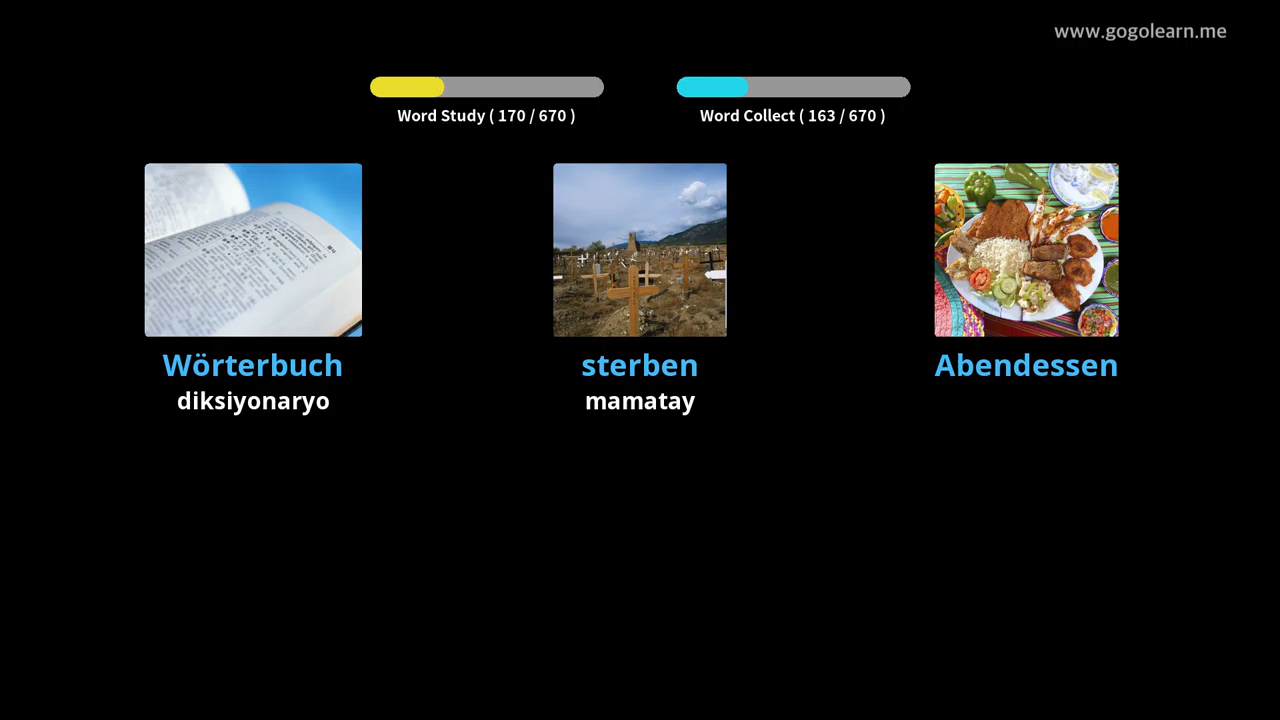 www.gogolearn.me
Word Study ( 170 / 670 )
Word Collect ( 163 / 670 )
Wörterbuch
diksiyonaryo
sterben
mamatay
Abendessen